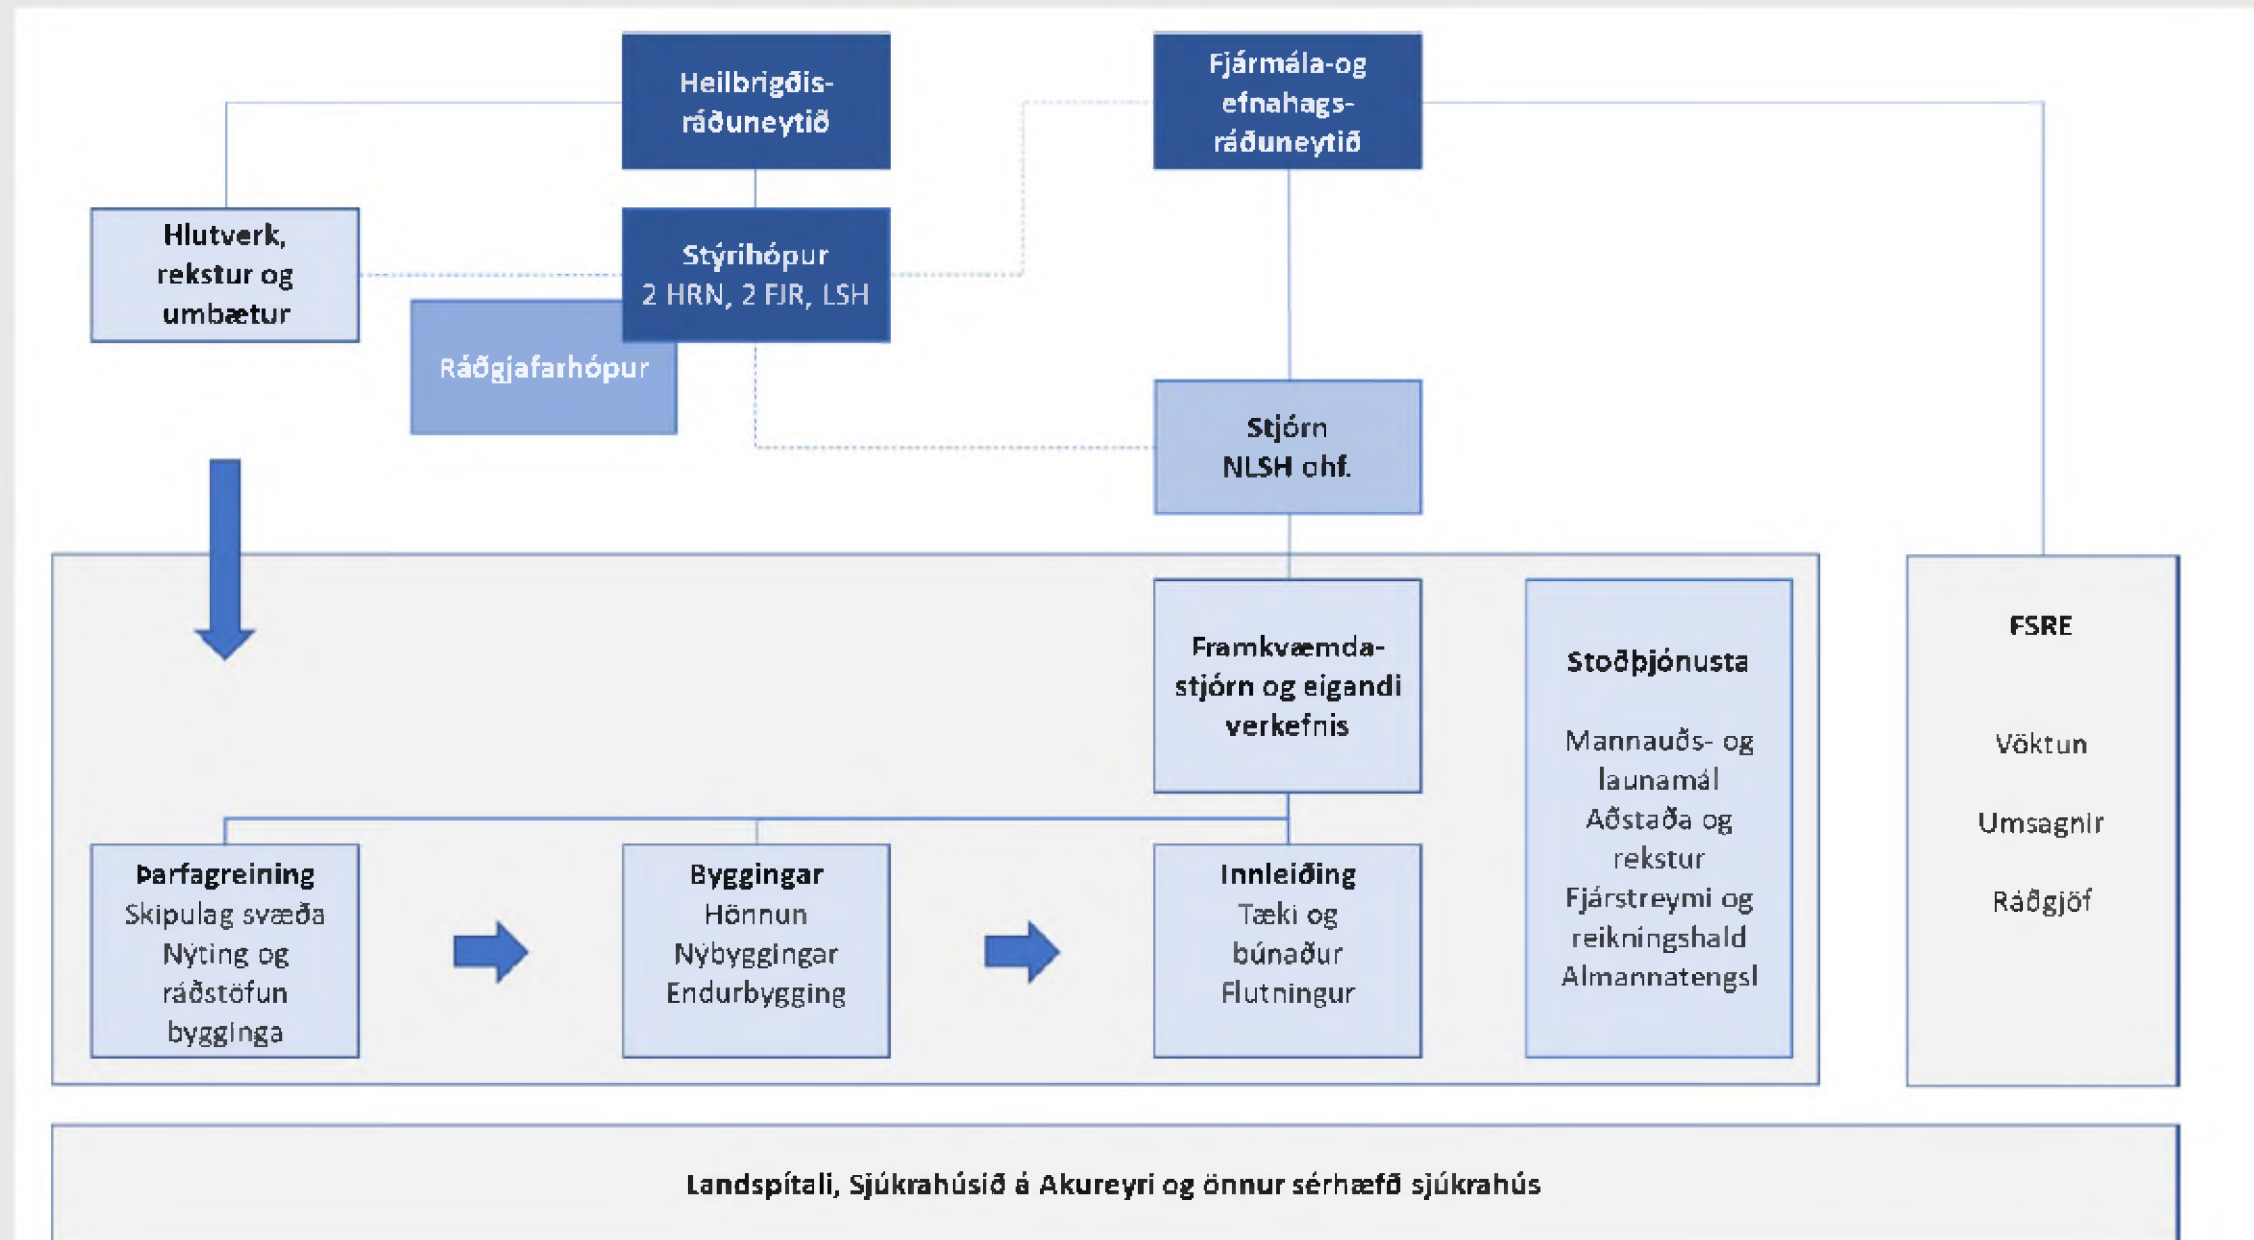 Heilbrigðis-
ráðuneytið
Fjármála-og
efnahags-
ráðuneytið
Hlutverk,
rekstur og
umbætur
Stýrihópur
2 HRN, 2 FJR, LSH
Ráðgjafarhópur
Stjórn
NLSH ohf.
Framkvæmda-
stjórn og eigandi
verkefnis
Stoðþjónusta
Mannauðs- og
launamál
Aðstaða og
rekstur
Fjárstreymi og
reikningshald
Almannatengsl
FSRE
Vöktun
Umsagnir
Ráðgjöf
Þarfagreining
Skipulag svæða
Nýting og
ráðstöfun
bygginga
Byggingar
Hönnun
Nýbyggingar
Endurbygging
Innleiðing
Tæki og
búnaður
Flutningur
Landspítali, Sjúkrahúsið á Akureyri og önnur sérhæfð sjúkrahús